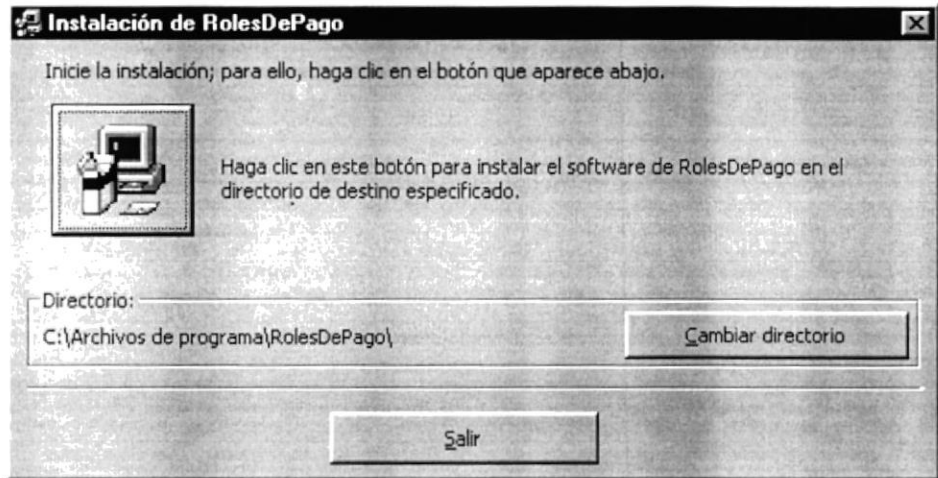 Instalación de RolesDePago
Inicie la instalación; para ello, haga clic en el botón que aparece abajo.
Haga clic en este botón para instalar el software de RolesDePago en el
directorio de destino especificado.
Directorio:
C:\Archivos de programa\RolesDePago\
Cambiar directorio
Salir